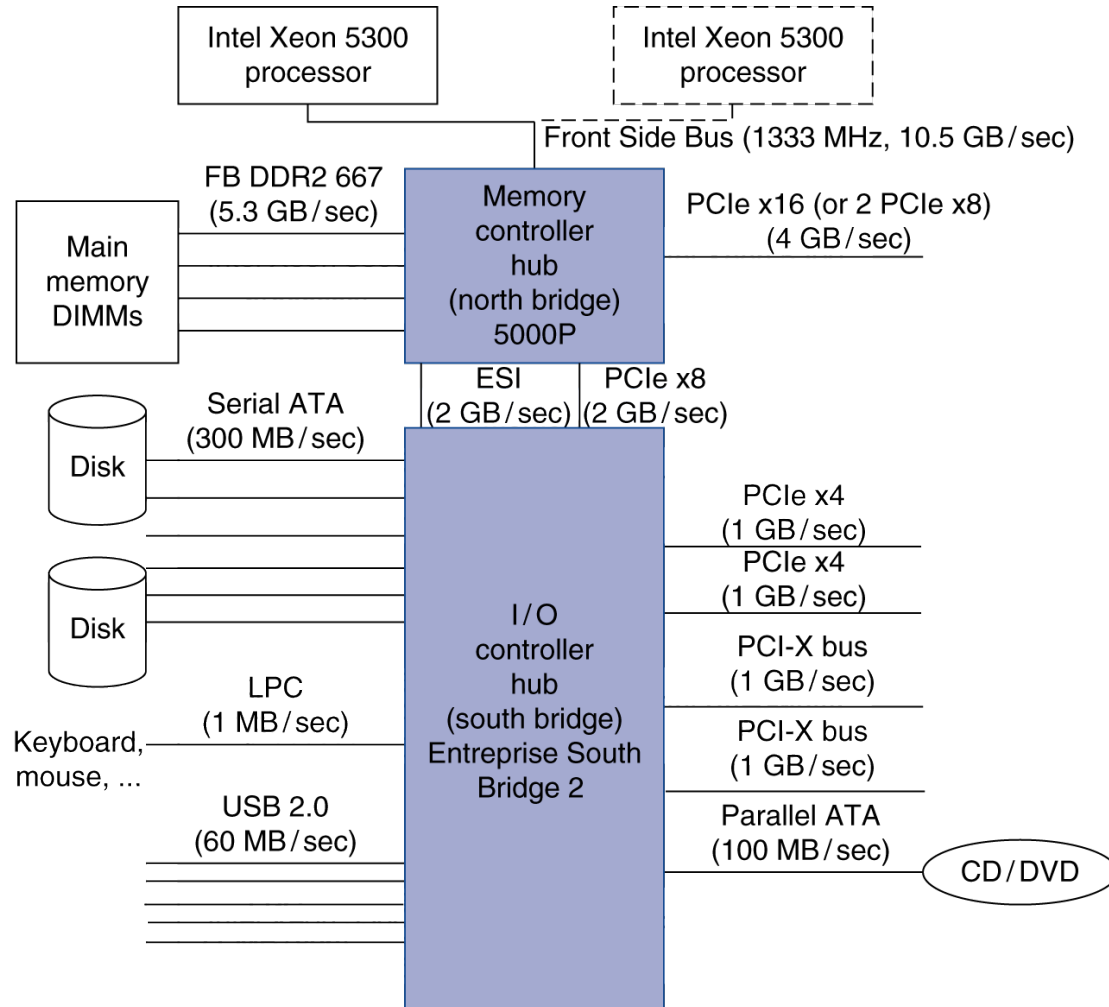 Intel Xeon 5300
processor
Intel Xeon 5300
processor
Front Side Bus (1333 MHz, 10.5 GB/sec)
FB DDR2 667
(5.3 GB/sec)
Main
memory
DIMMs
Memory
controller
hub
(north bridge)
5000P
PCIe x16 (or 2 PCIe x8)
(4 GB/sec)
ESI
(2 GB/sec)
PCIe x8
(2 GB/sec)
Serial ATA
(300 MB/sec)
Disk
Disk
LPC
(1 MB/sec)
Keyboard,
mouse, ...
USB 2.0
(60 MB/sec)
I/O
controller
hub
(south bridge)
Entreprise South
Bridge 2
PCIe x4
(1 GB/sec)
PCIe x4
(1 GB/sec)
PCI-X bus
(1 GB/sec)
PCI-X bus
(1 GB/sec)
Parallel ATA
(100 MB/sec)
CD/DVD